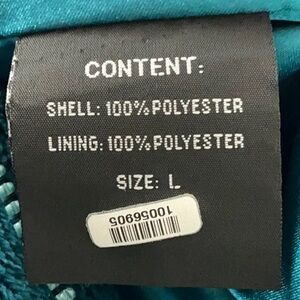 CONTENT:
SHELL: 100% POLYESTER
LINING: 100% POLYESTER
SIZE: L
10056905